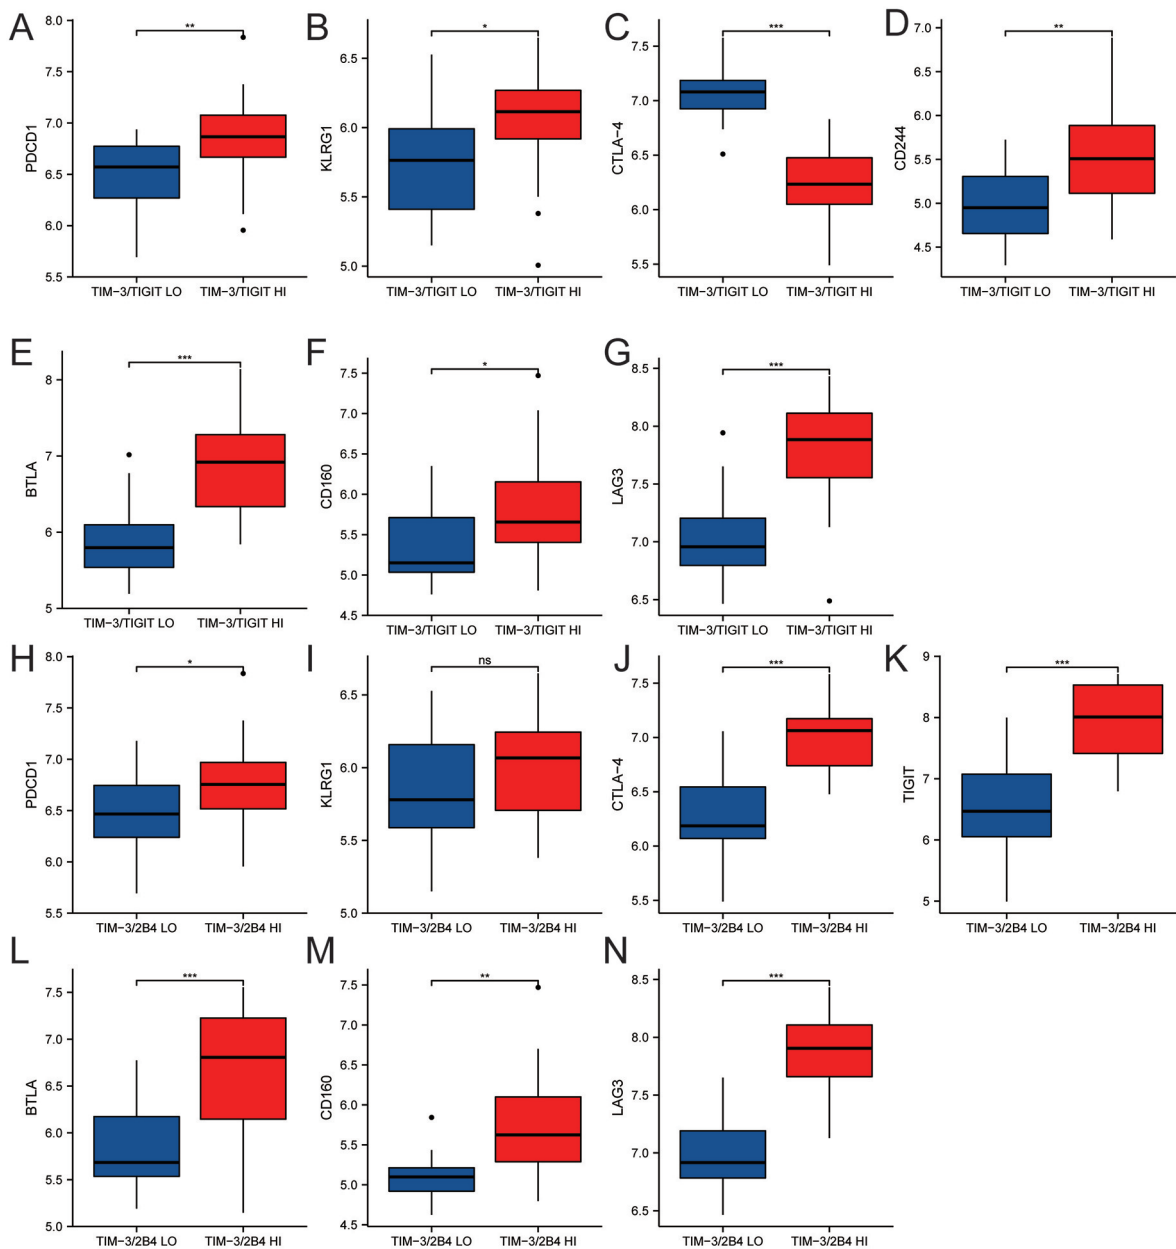 A
**
PDCD1
8.0
7.5
7.0
6.5
6.0
5.5
TIM−3/TIGIT LO
TIM−3/TIGIT HI
B
*
KLRG1
6.5
6.0
5.5
5.0
TIM−3/TIGIT LO
TIM−3/TIGIT HI
C
***
CTLA−4
7.5
7.0
6.5
6.0
5.5
TIM−3/TIGIT LO
TIM−3/TIGIT HI
D
**
CD244
6.5
6.0
5.5
5.0
4.5
TIM−3/TIGIT LO
TIM−3/TIGIT HI
E
***
BTLA
8
7
6
5
TIM−3/TIGIT LO
TIM−3/TIGIT HI
F
*
CD160
7.5
7.0
6.5
6.0
5.5
5.0
4.5
TIM−3/TIGIT LO
TIM−3/TIGIT HI
G
***
LAG3
8.5
8.0
7.5
7.0
6.5
TIM−3/TIGIT LO
TIM−3/TIGIT HI
H
*
PDCD1
8.0
7.5
7.0
6.5
6.0
5.5
TIM−3/2B4 LO
TIM−3/2B4 HI
I
ns
KLRG1
6.5
6.0
5.5
5.0
TIM−3/2B4 LO
TIM−3/2B4 HI
J
***
CTLA−4
7.5
7.0
6.5
6.0
5.5
TIM−3/2B4 LO
TIM−3/2B4 HI
K
***
TIGIT
9
8
7
6
5
TIM−3/2B4 LO
TIM−3/2B4 HI
L
***
BTLA
7.5
7.0
6.5
6.0
5.5
5.0
TIM−3/2B4 LO
TIM−3/2B4 HI
M
**
CD160
7.5
7.0
6.5
6.0
5.5
5.0
4.5
TIM−3/2B4 LO
TIM−3/2B4 HI
N
***
LAG3
8.5
8.0
7.5
7.0
6.5
TIM−3/2B4 LO
TIM−3/2B4 HI